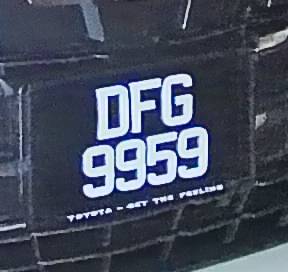 DFG
9959
TOYOTA - GET THE FEELING